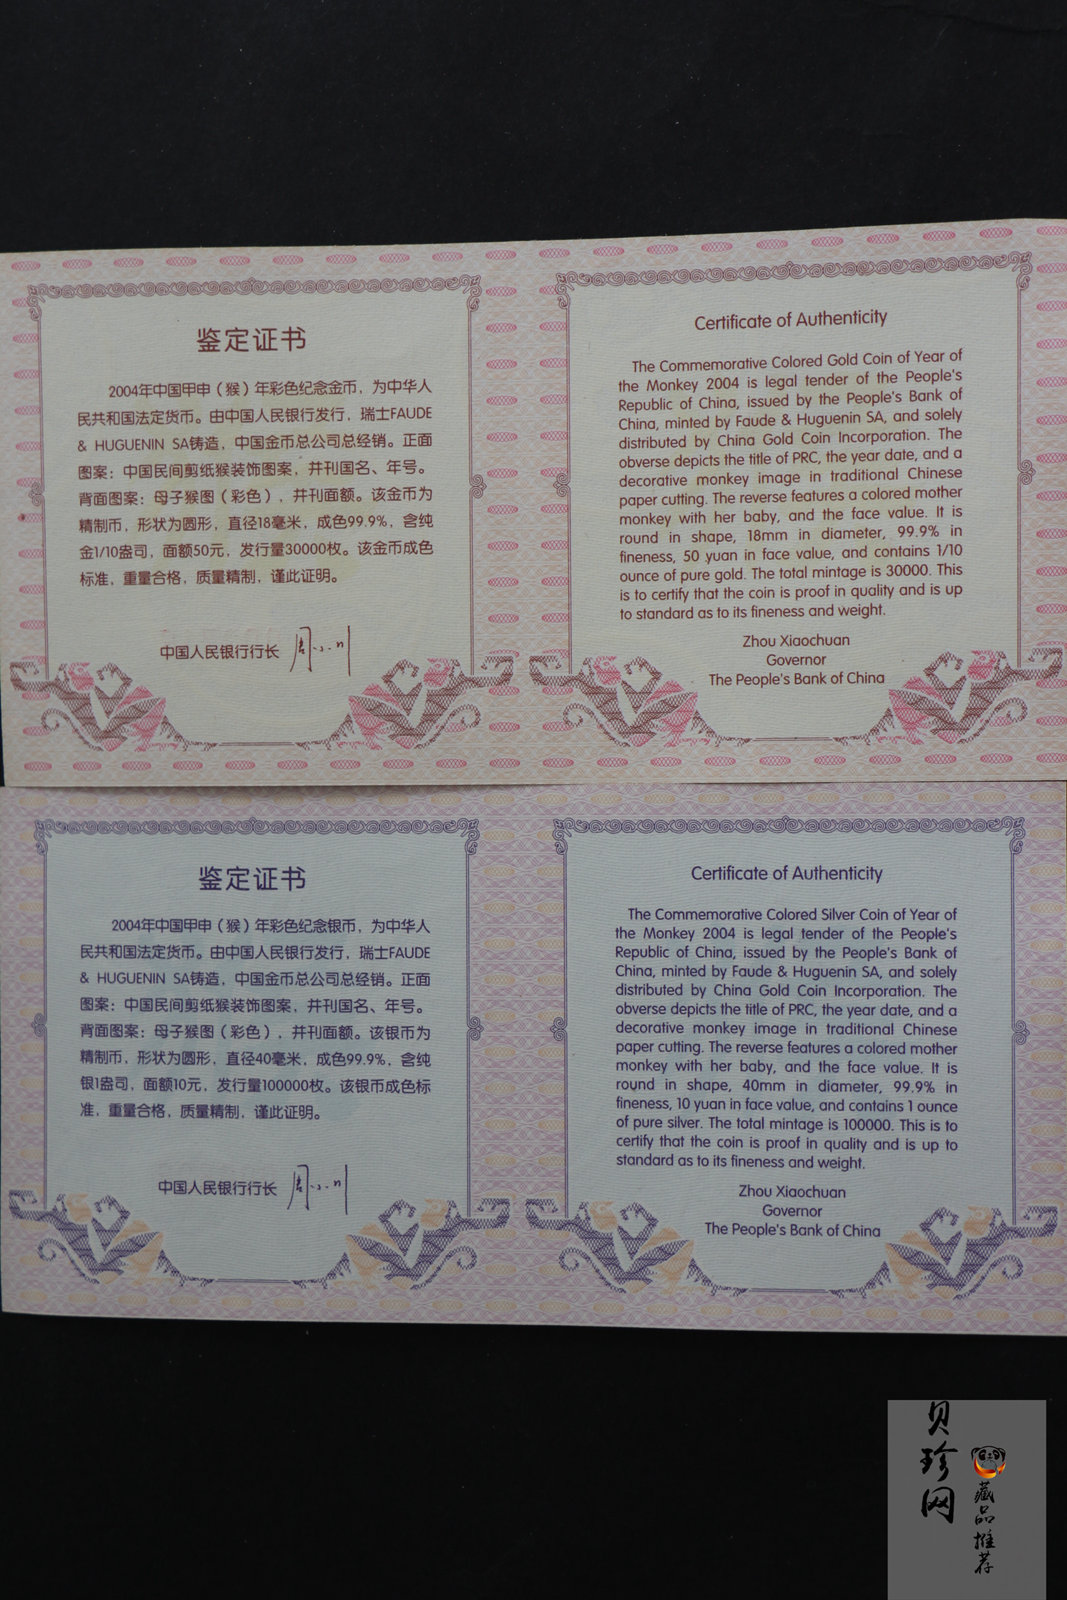 鉴定证书
2004年中国甲申（猴）年彩色纪念金币，为中华人
民共和国法定货币。由中国人民银行发行，瑞士FAUDE
& HUGUENIN SA铸造，中国金币总公司总经销。正面
图案：中国民间剪纸猴装饰图案，并刊国名、年号。
背面图案：母子猴图（彩色），并刊面额。该金币为
精制币，形状为圆形，直径18毫米，成色99.9%，含纯
金1/10盎司，面额50元，发行量30000枚。该金币成色
标准，重量合格，质量精制，谨此证明。
中国人民银行行长 周小川
Certificate of Authenticity
The Commemorative Colored Gold Coin of Year of
the Monkey 2004 is legal tender of the People's
Republic of China, issued by the People's Bank of
China, minted by Faude & Huguenin SA, and solely
distributed by China Gold Coin Incorporation. The
obverse depicts the title of PRC, the year date, and a
decorative monkey image in traditional Chinese
paper cutting. The reverse features a colored mother
monkey with her baby, and the face value. It is
round in shape, 18mm in diameter, 99.9% in
fineness, 50 yuan in face value, and contains 1/10
ounce of pure gold. The total mintage is 30000. This
is to certify that the coin is proof in quality and is up
to standard as to its fineness and weight.
Zhou Xiaochuan
Governor
The People's Bank of China
鉴定证书
2004年中国甲申（猴）年彩色纪念银币，为中华人
民共和国法定货币。由中国人民银行发行，瑞士FAUDE
& HUGUENIN SA铸造，中国金币总公司总经销。正面
图案：中国民间剪纸猴装饰图案，并刊国名、年号。
背面图案：母子猴图（彩色），并刊面额。该银币为
精制币，形状为圆形，直径40毫米，成色99.9%，含纯
银1盎司，面额10元，发行量100000枚。该银币成色标
准，重量合格，质量精制，谨此证明。
中国人民银行行长 周小川
Certificate of Authenticity
The Commemorative Colored Silver Coin of Year of
the Monkey 2004 is legal tender of the People's
Republic of China, issued by the People's Bank of
China, minted by Faude & Huguenin SA, and solely
distributed by China Gold Coin Incorporation. The
obverse depicts the title of PRC, the year date, and a
decorative monkey image in traditional Chinese
paper cutting. The reverse features a colored mother
monkey with her baby, and the face value. It is
round in shape, 40mm in diameter, 99.9% in
fineness, 10 yuan in face value, and contains 1 ounce
of pure silver. The total mintage is 100000. This is to
certify that the coin is proof in quality and is up to
standard as to its fineness and weight.
Zhou Xiaochuan
Governor
The People's Bank of China
贝珍网
藏品推荐